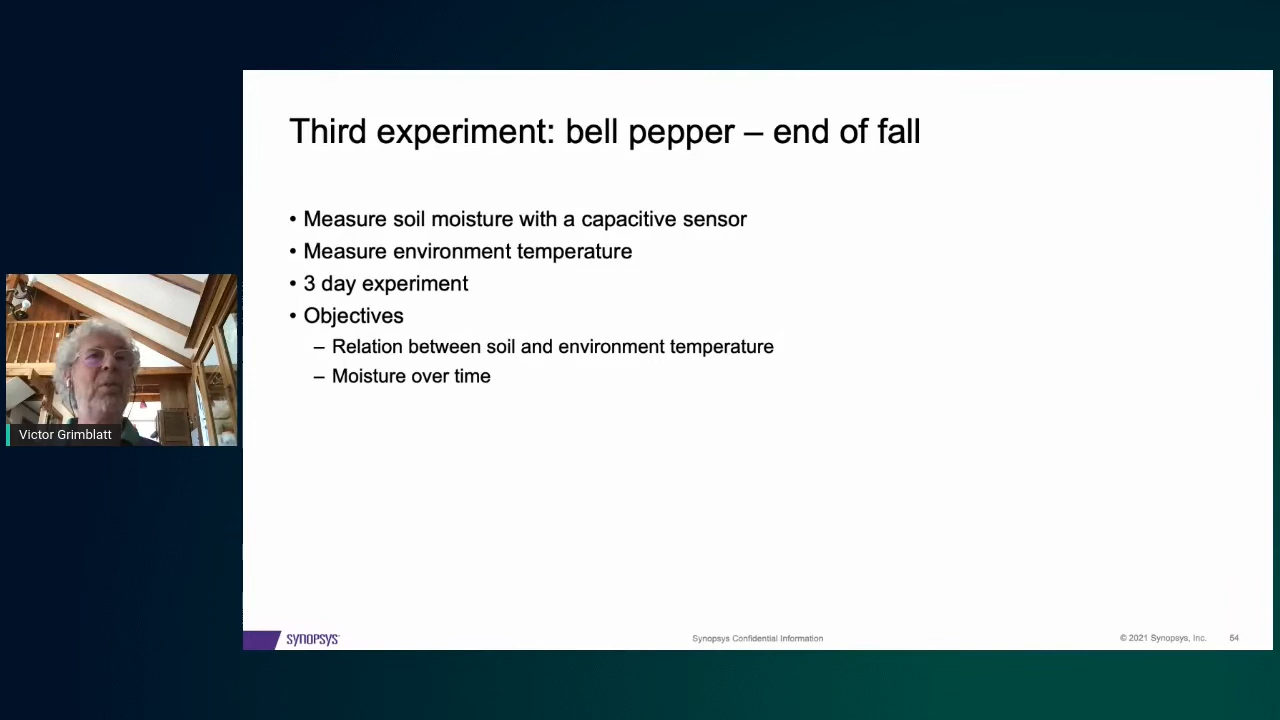 Third experiment: bell pepper – end of fall
• Measure soil moisture with a capacitive sensor
• Measure environment temperature
• 3 day experiment
• Objectives
– Relation between soil and environment temperature
– Moisture over time
Victor Grimblatt
SYNOPSYS
Synopsys Confidential Information
© 2021 Synopsys, Inc.
54